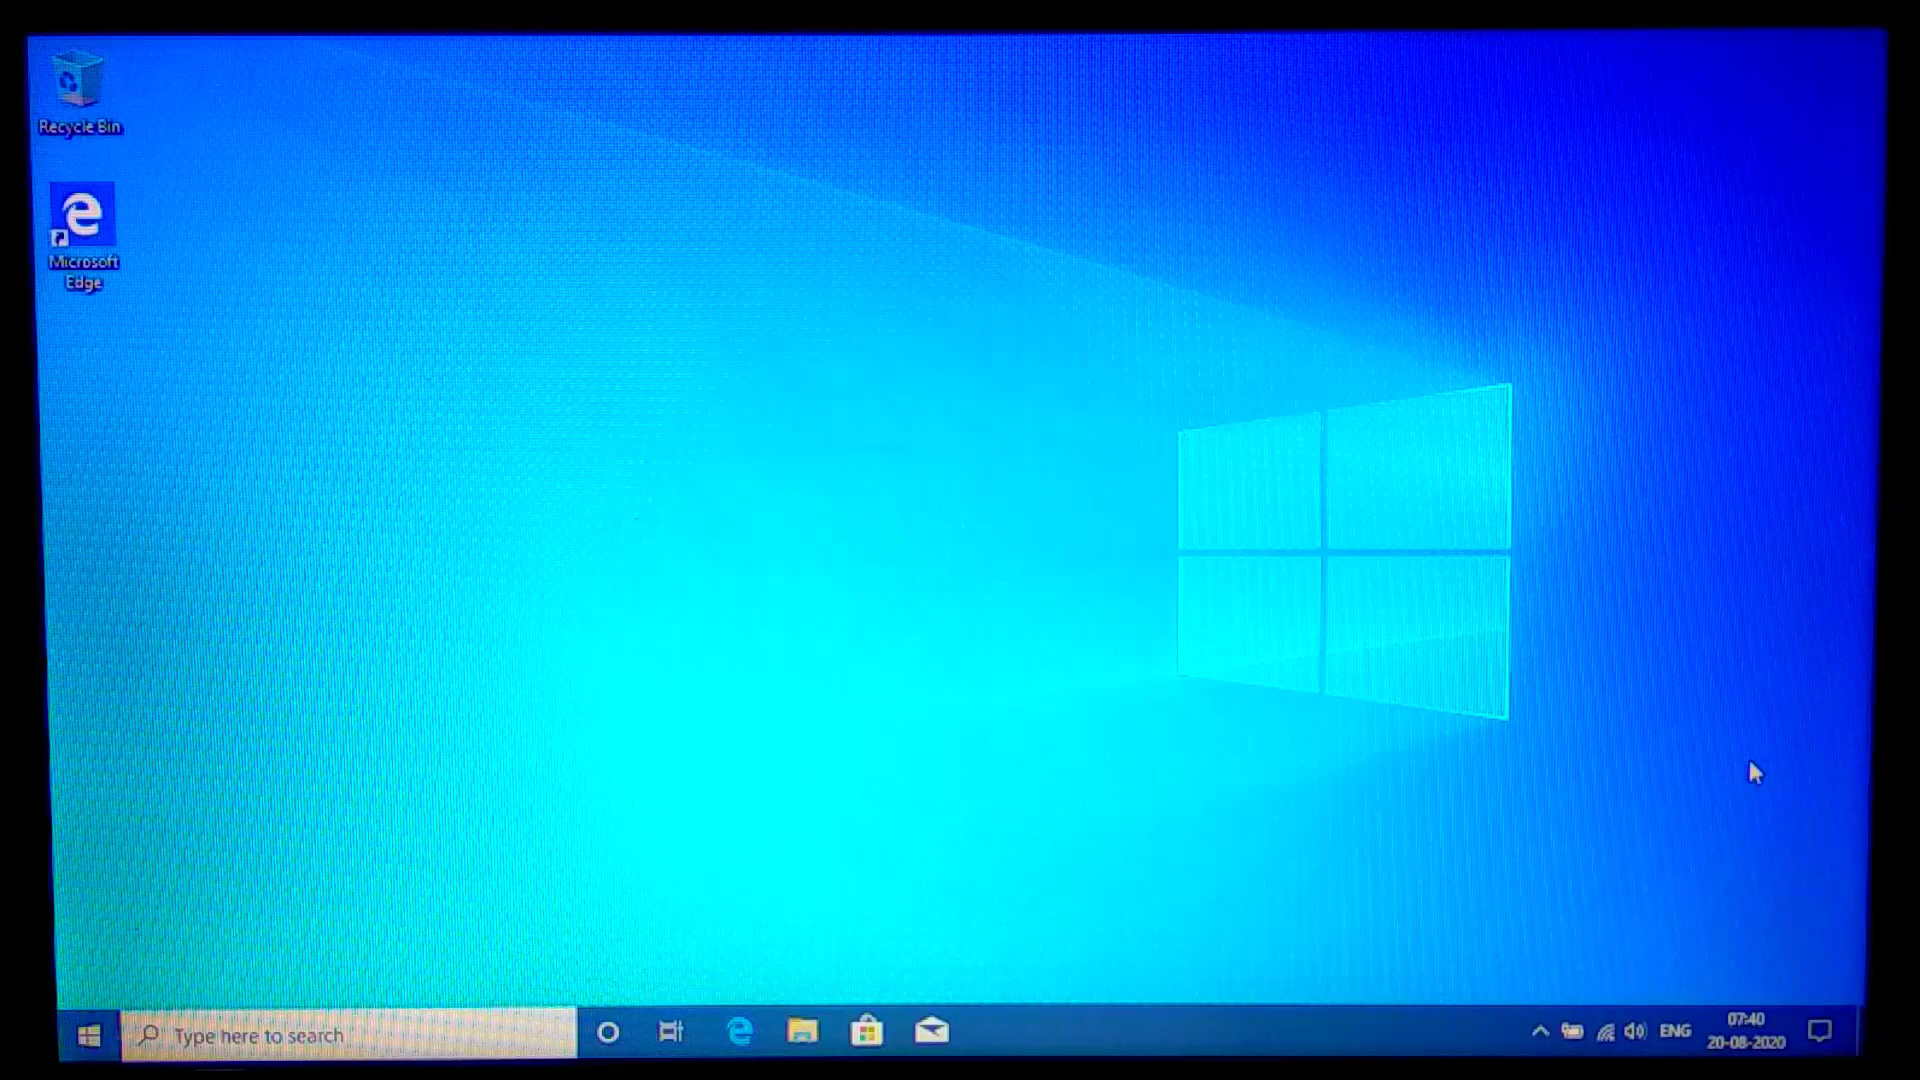 Recycle Bin
Microsoft
Edge
Type here to search
ENG
07:40
20-08-2020